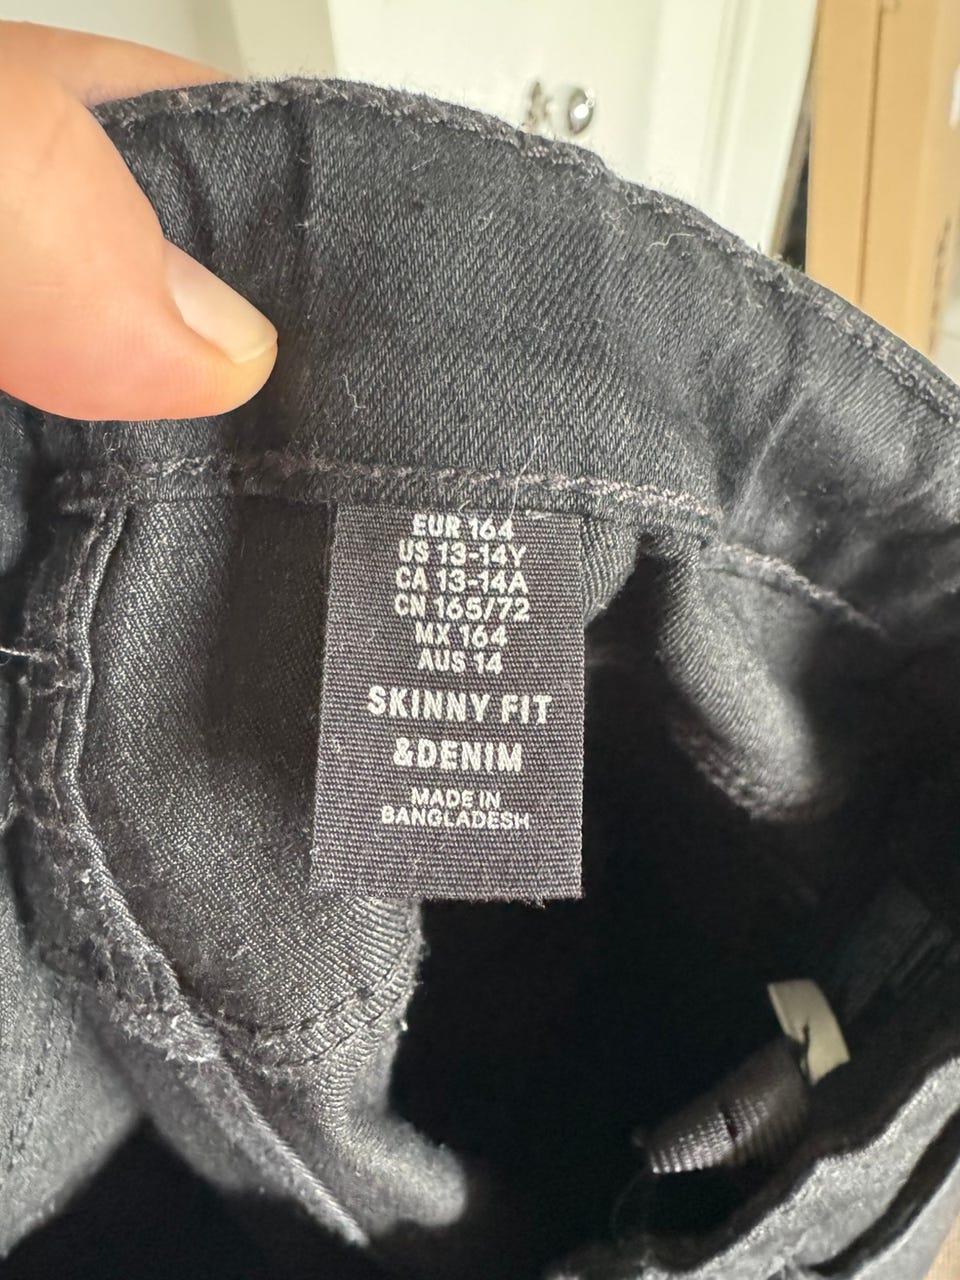 EUR 164
US 13-14Y
CA 13-14A
CN 165/72
MX 164
AUS 14
SKINNY FIT
&DENIM
MADE IN
BANGLADESH